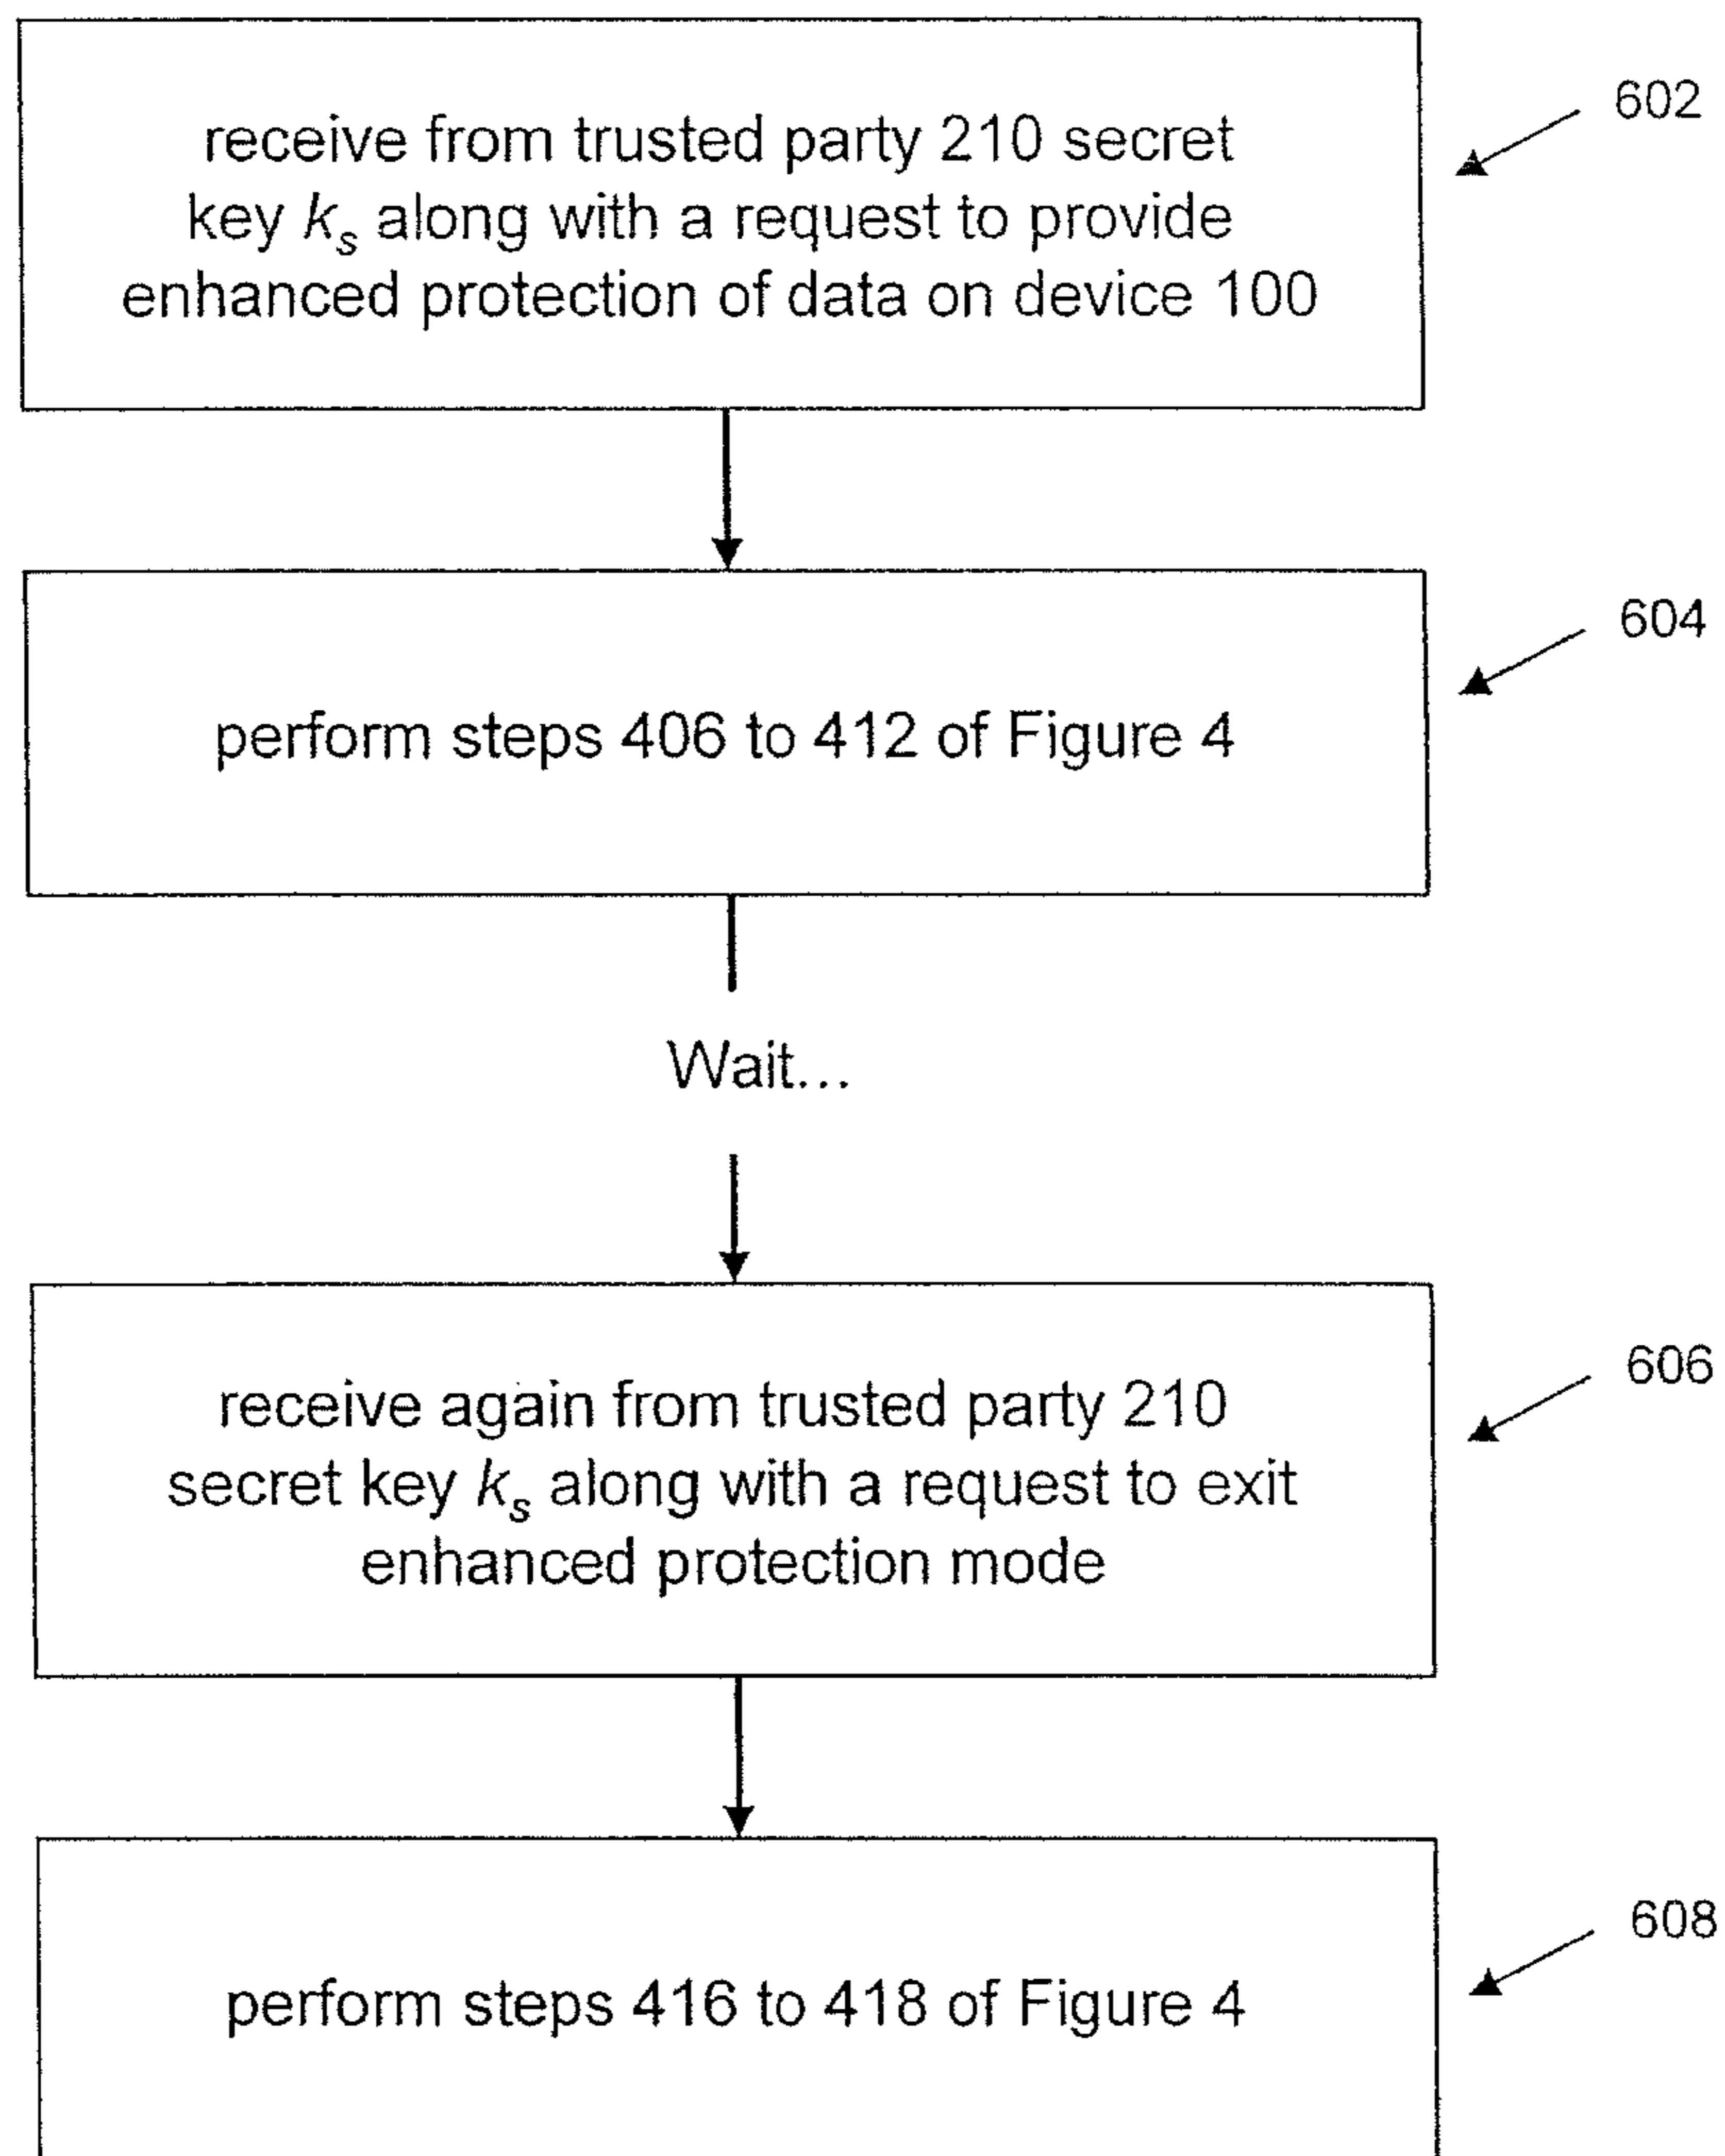 receive from trusted party 210 secret
key kₛ along with a request to provide
enhanced protection of data on device 100
602
perform steps 406 to 412 of Figure 4
604
Wait...
receive again from trusted party 210
secret key kₛ along with a request to exit
enhanced protection mode
606
perform steps 416 to 418 of Figure 4
608